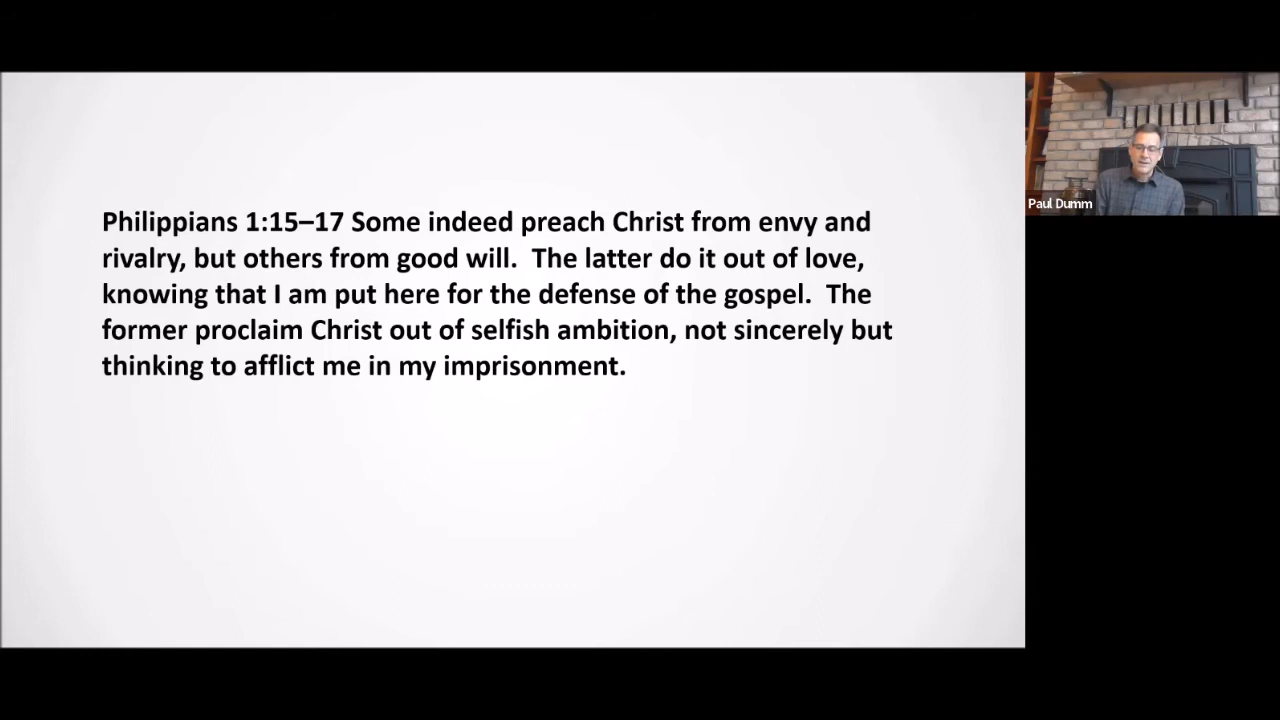 Philippians 1:15–17 Some indeed preach Christ from envy and
rivalry, but others from good will.  The latter do it out of love,
knowing that I am put here for the defense of the gospel.  The
former proclaim Christ out of selfish ambition, not sincerely but
thinking to afflict me in my imprisonment.
Paul Dumm